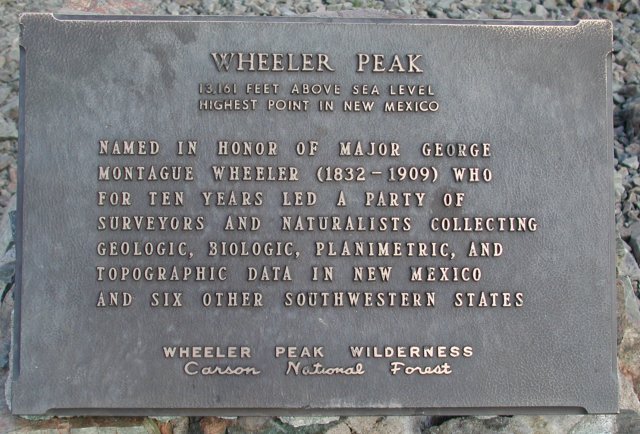 WHEELER PEAK
13,161 FEET ABOVE SEA LEVEL
HIGHEST POINT IN NEW MEXICO
NAMED IN HONOR OF MAJOR GEORGE
MONTAGUE WHEELER (1832-1909) WHO
FOR TEN YEARS LED A PARTY OF
SURVEYORS AND NATURALISTS COLLECTING
GEOLOGIC, BIOLOGIC, PLANIMETRIC, AND
TOPOGRAPHIC DATA IN NEW MEXICO
AND SIX OTHER SOUTHWESTERN STATES
WHEELER PEAK WILDERNESS
Carson National Forest